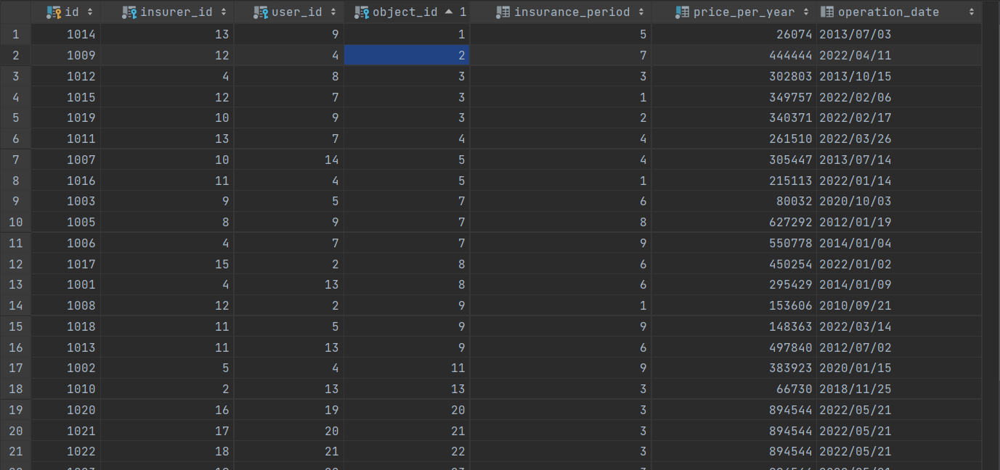 id insurer_id user_id object_id 1 insurance_period price_per_year operation_date
1 1014 13 9 1 5 26074 2013/07/03
2 1009 12 4 2 7 444444 2022/04/11
3 1012 4 8 3 3 302803 2013/10/15
4 1015 12 7 3 1 349757 2022/02/06
5 1019 10 9 3 2 340371 2022/02/17
6 1011 13 7 4 4 261510 2022/03/26
7 1007 10 14 5 4 305447 2013/07/14
8 1016 11 4 5 1 215113 2022/01/14
9 1003 9 5 7 6 80032 2020/10/03
10 1005 8 9 7 8 627292 2012/01/19
11 1006 4 7 7 9 550778 2014/01/04
12 1017 15 2 8 6 450254 2022/01/02
13 1001 4 13 8 6 295429 2014/01/09
14 1008 12 2 9 1 153606 2010/09/21
15 1018 11 5 9 9 148363 2022/03/14
16 1013 11 13 9 6 497840 2012/07/02
17 1002 5 4 11 9 383923 2020/01/15
18 1010 2 13 13 3 66730 2018/11/25
19 1020 16 19 20 3 894544 2022/05/21
20 1021 17 20 21 3 894544 2022/05/21
21 1022 18 21 22 3 894544 2022/05/21